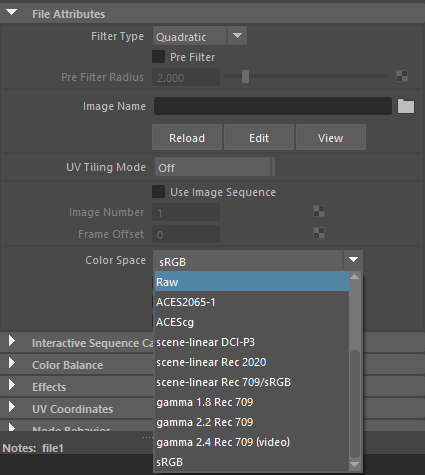 File Attributes
Filter Type Quadratic
Pre Filter
Pre Filter Radius 2.000
Image Name
Reload Edit View
UV Tiling Mode Off
Use Image Sequence
Image Number 1
Frame Offset 0
Color Space sRGB
Raw
ACES2065-1
ACEScg
scene-linear DCI-P3
Interactive Sequence Ca
scene-linear Rec 2020
Color Balance
scene-linear Rec 709/sRGB
Effects
gamma 1.8 Rec 709
UV Coordinates
gamma 2.2 Rec 709
Node Behavior
gamma 2.4 Rec 709 (video)
Notes: file1
sRGB